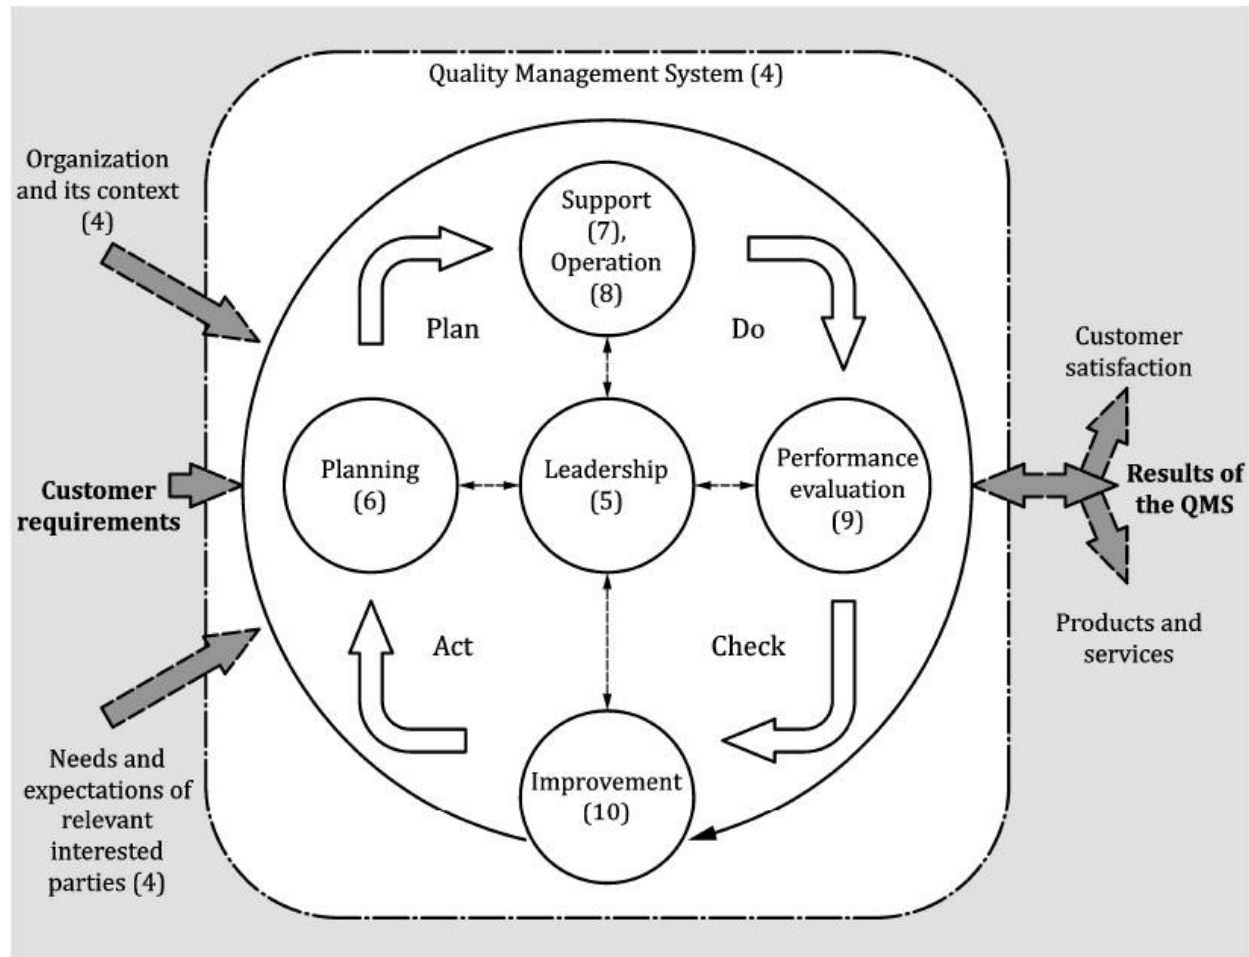 Quality Management System (4)
Organization
and its context
(4)
Support
(7),
Operation
(8)
Plan
Do
Customer
satisfaction
Planning
(6)
Leadership
(5)
Performance
evaluation
(9)
Customer
requirements
Results of
the QMS
Act
Check
Products and
services
Needs and
expectations of
relevant
interested
parties (4)
Improvement
(10)